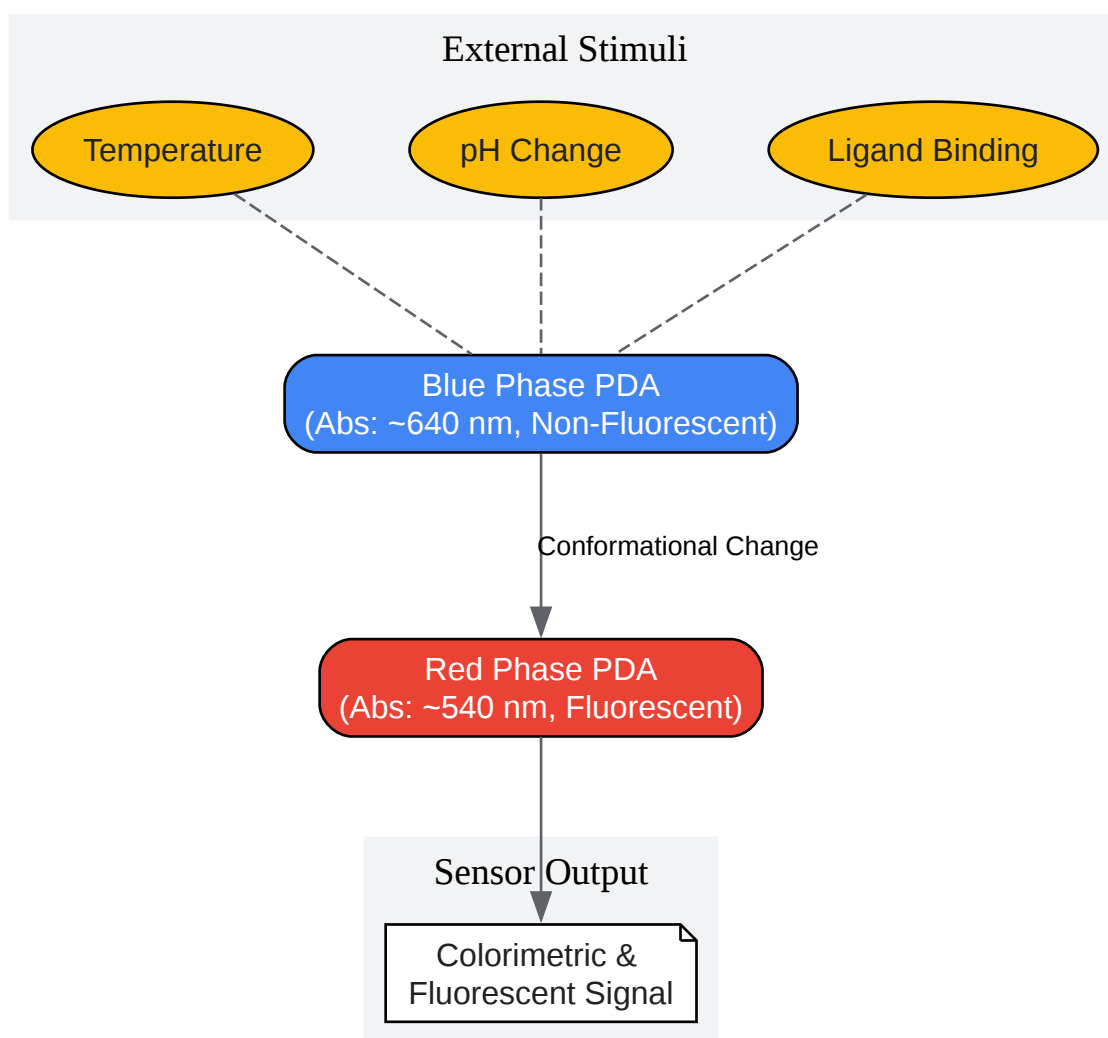 External Stimuli
Temperature
pH Change
Ligand Binding
Blue Phase PDA
(Abs: ~640 nm, Non-Fluorescent)
Conformational Change
Red Phase PDA
(Abs: ~540 nm, Fluorescent)
Sensor Output
Colorimetric &
Fluorescent Signal